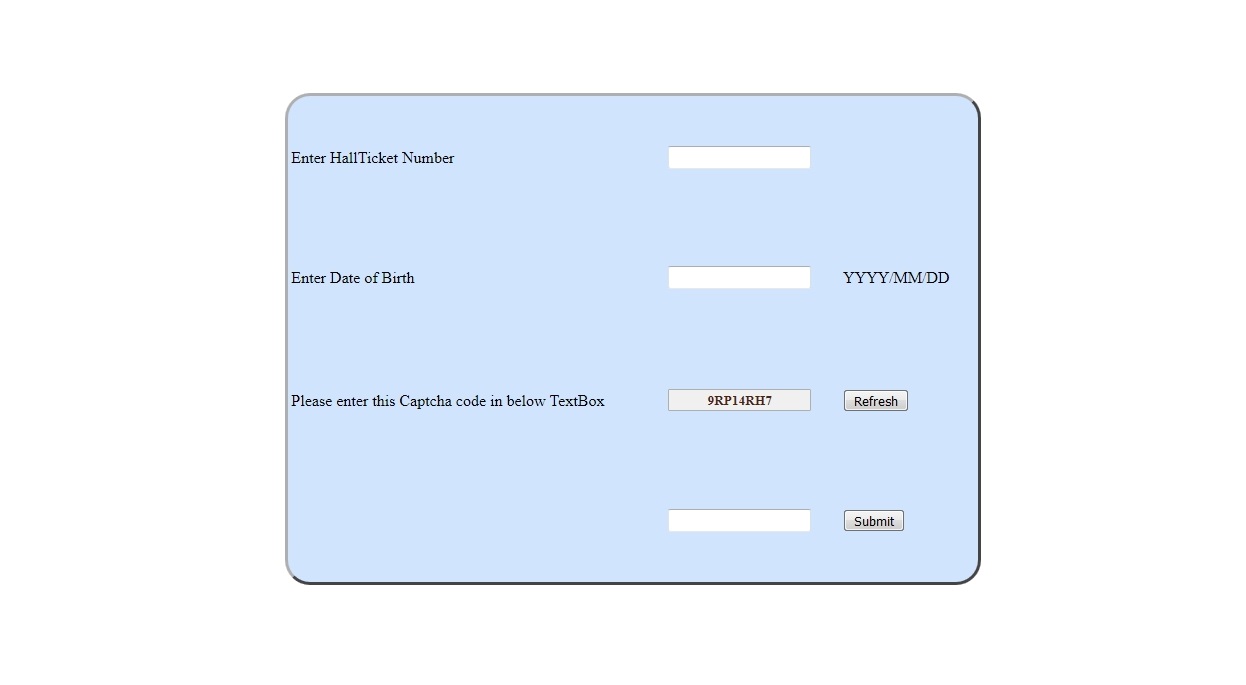 Enter HallTicket Number
Enter Date of Birth YYYY/MM/DD
Please enter this Captcha code in below TextBox 9RP14RH7 Refresh
Submit